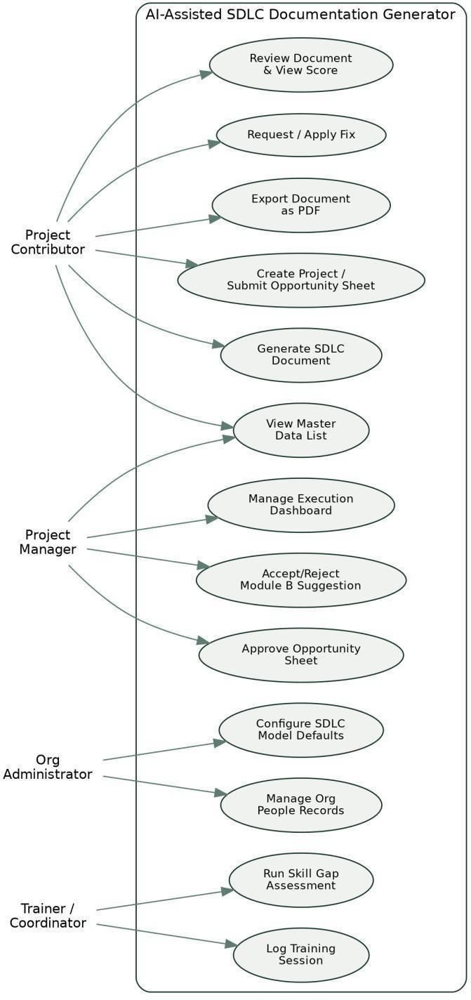 AI-Assisted SDLC Documentation Generator
Review Document
& View Score
Request / Apply Fix
Export Document
as PDF
Project
Contributor
Create Project /
Submit Opportunity Sheet
Generate SDLC
Document
View Master
Data List
Manage Execution
Dashboard
Project
Manager
Accept/Reject
Module B Suggestion
Approve Opportunity
Sheet
Configure SDLC
Model Defaults
Org
Administrator
Manage Org
People Records
Run Skill Gap
Assessment
Trainer /
Coordinator
Log Training
Session